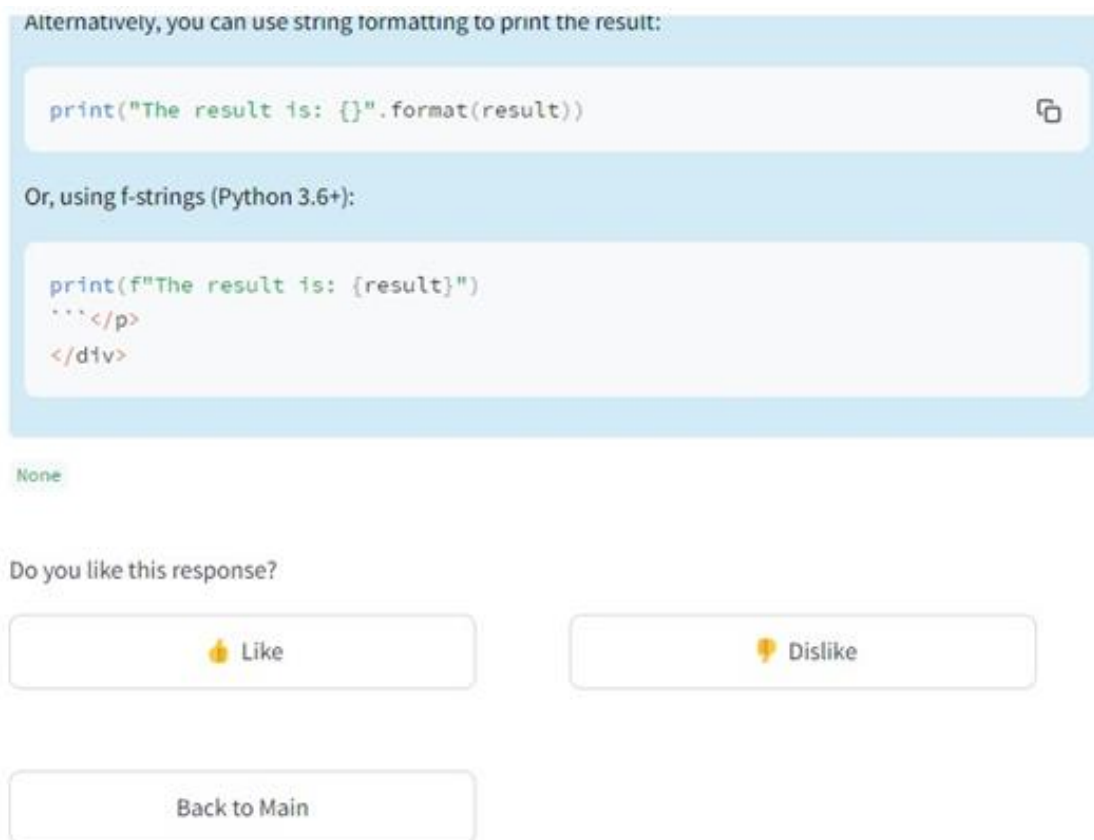 Alternatively, you can use string formatting to print the result:
print("The result is: {}".format(result))
Or, using f-strings (Python 3.6+):
print(f"The result is: {result}")
```</p>
</div>
None
Do you like this response?
👍 Like
👎 Dislike
Back to Main